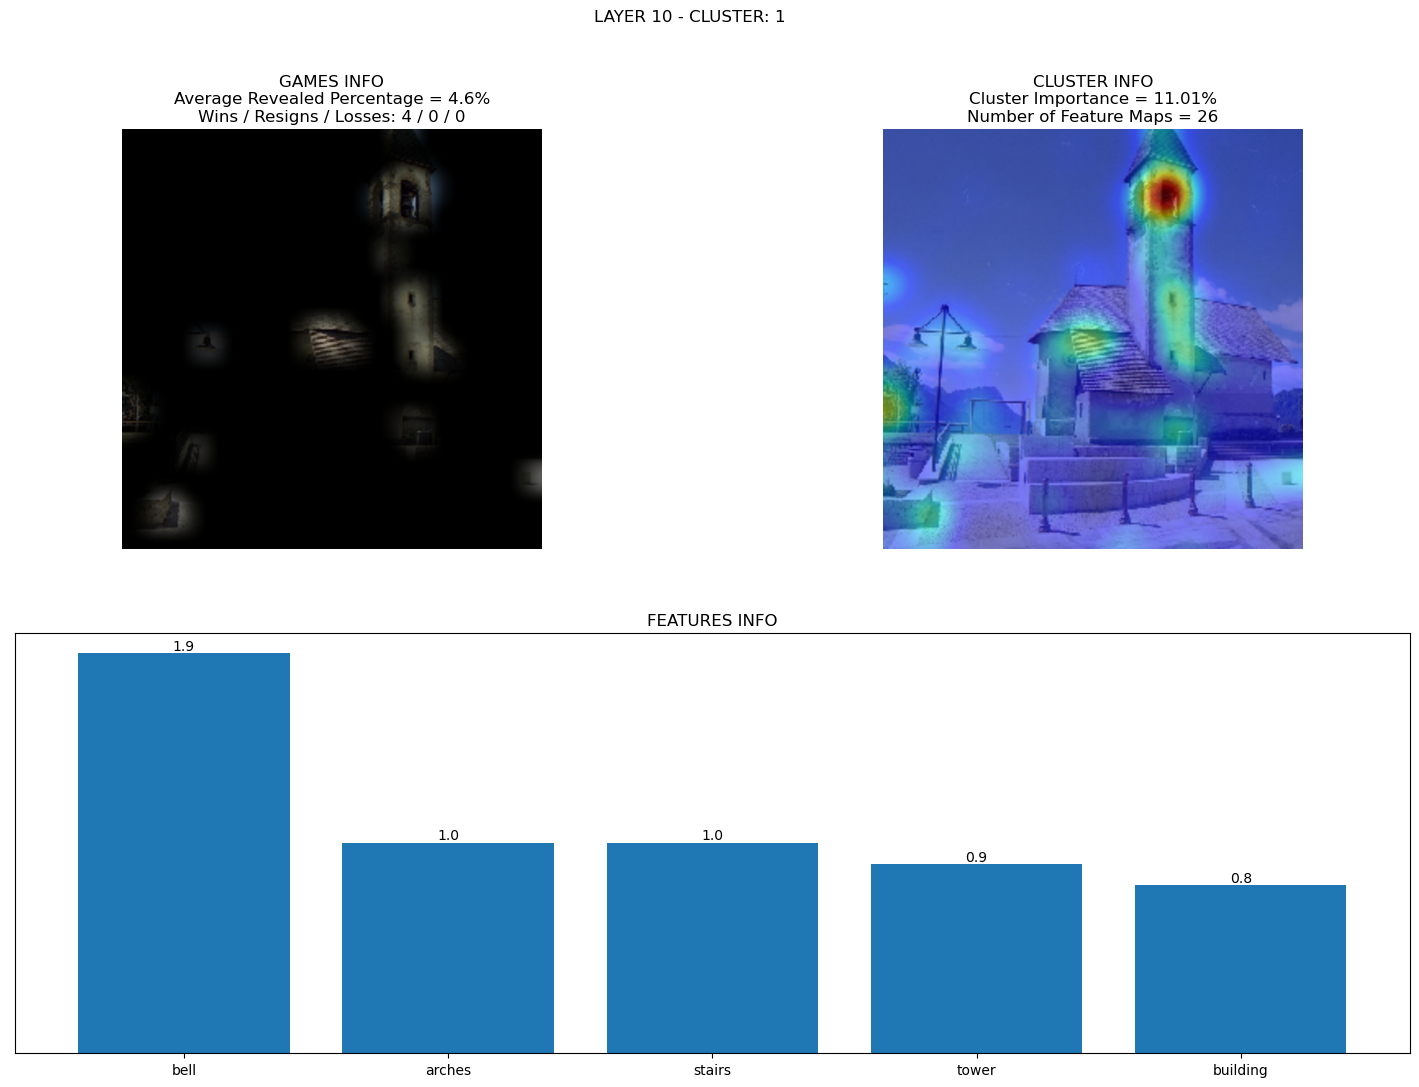 LAYER 10 - CLUSTER: 1
GAMES INFO
Average Revealed Percentage = 4.6%
Wins / Resigns / Losses: 4 / 0 / 0
CLUSTER INFO
Cluster Importance = 11.01%
Number of Feature Maps = 26
FEATURES INFO
1.9
1.0
1.0
0.9
0.8
bell
arches
stairs
tower
building